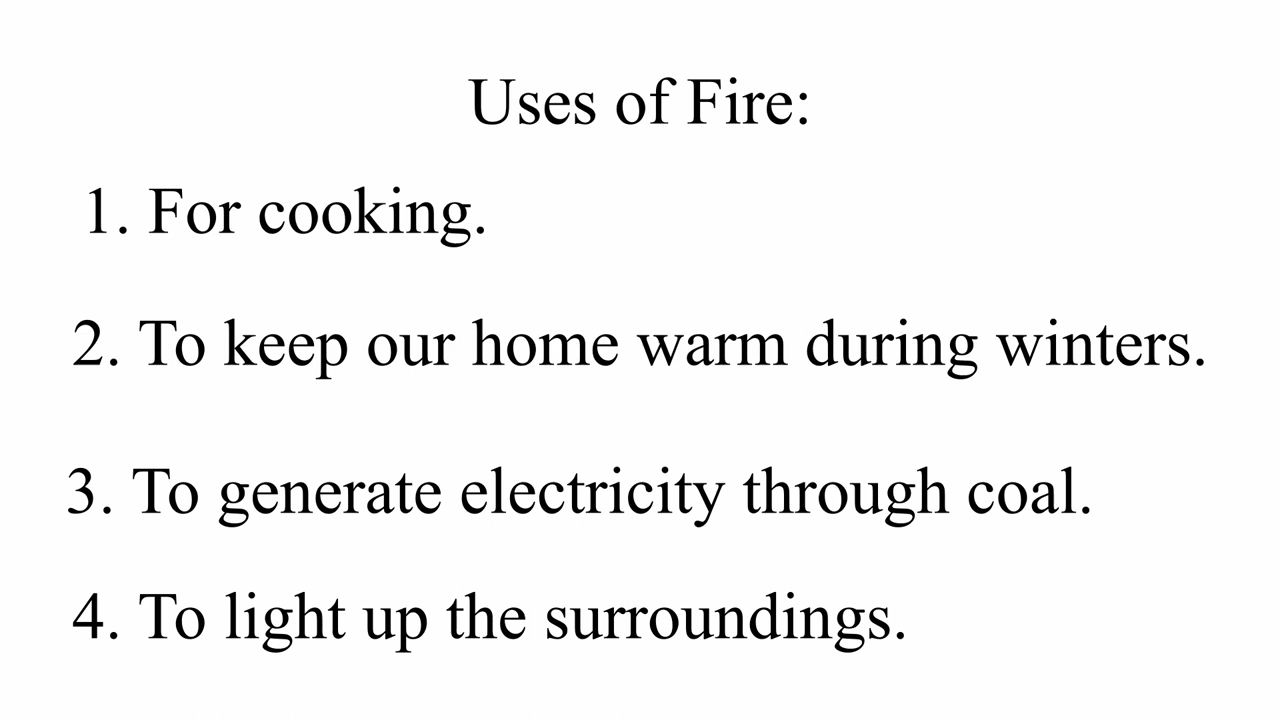 Uses of Fire:
1. For cooking.
2. To keep our home warm during winters.
3. To generate electricity through coal.
4. To light up the surroundings.